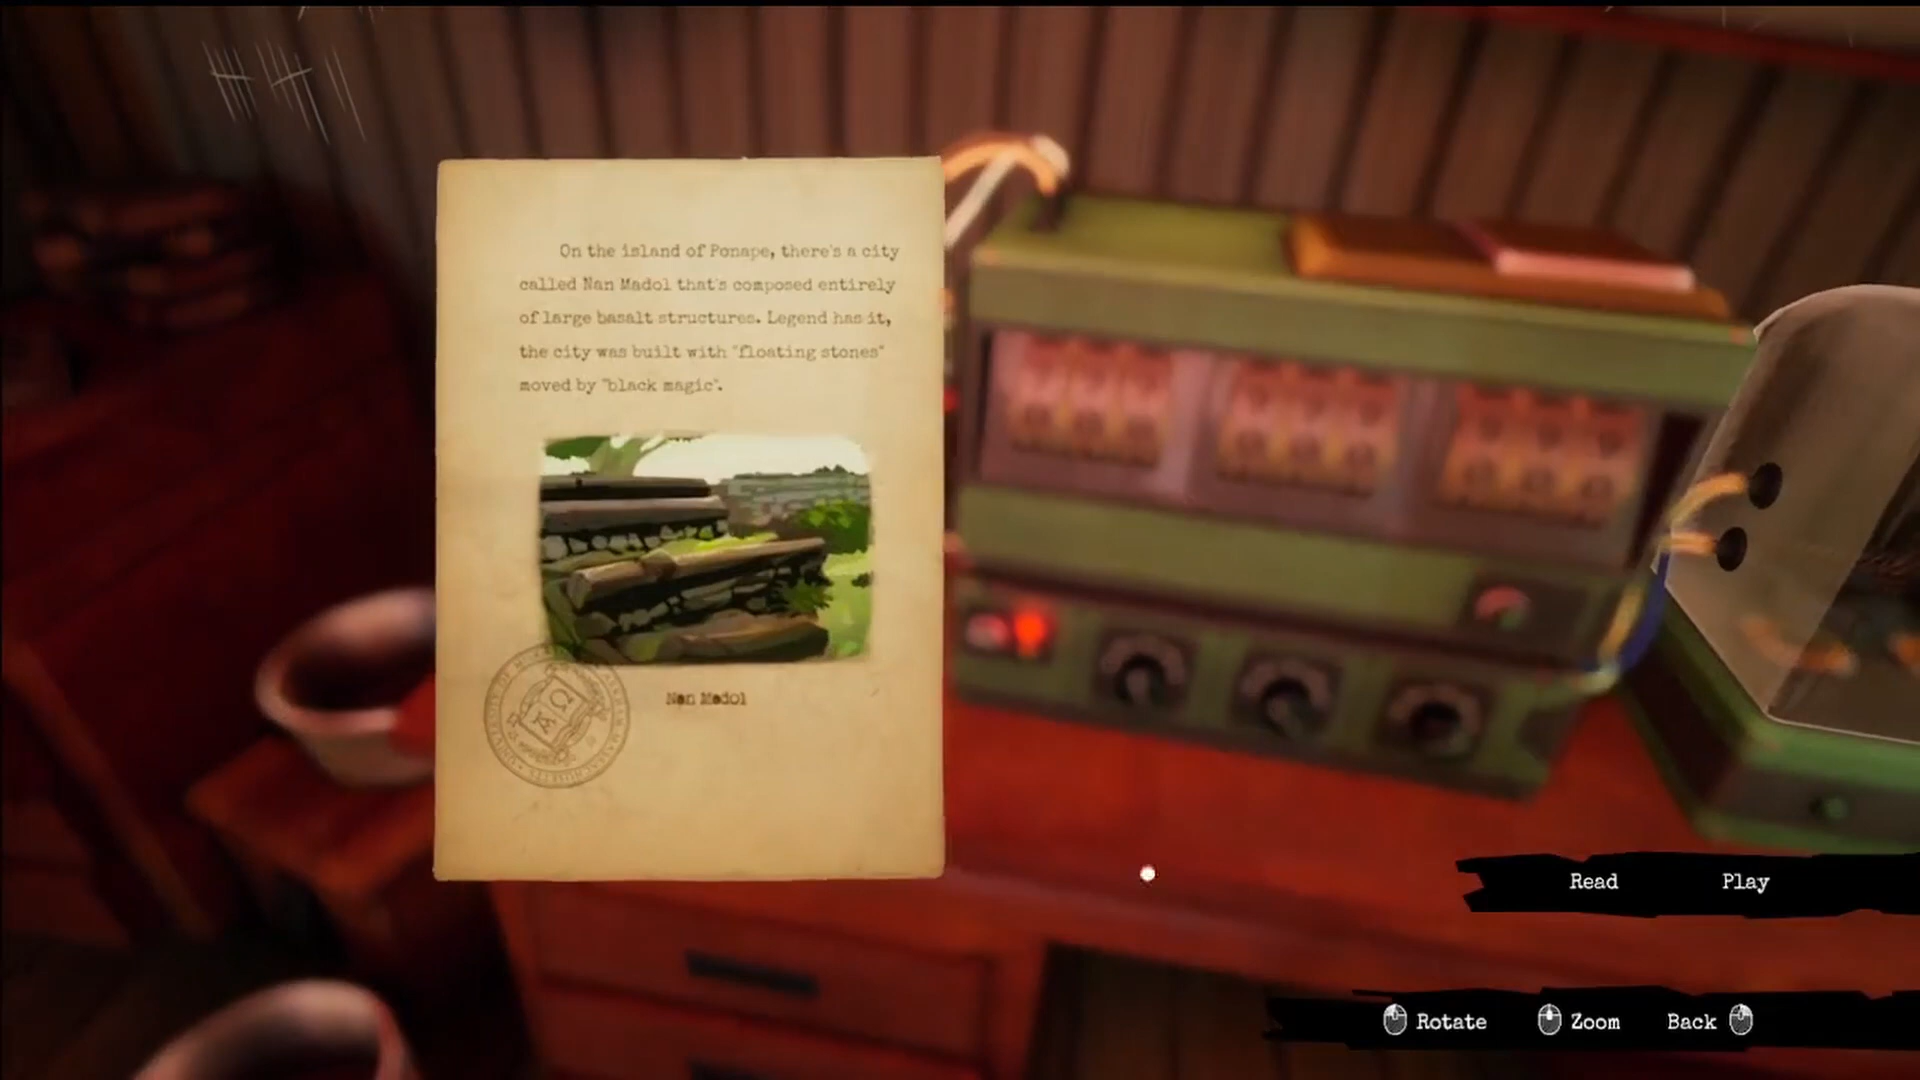 On the island of Ponape, there's a city
called Nan Madol that's composed entirely
of large basalt structures. Legend has it,
the city was built with "floating stones"
moved by "black magic".
Nan Madol
Read Play
Rotate Zoom Back